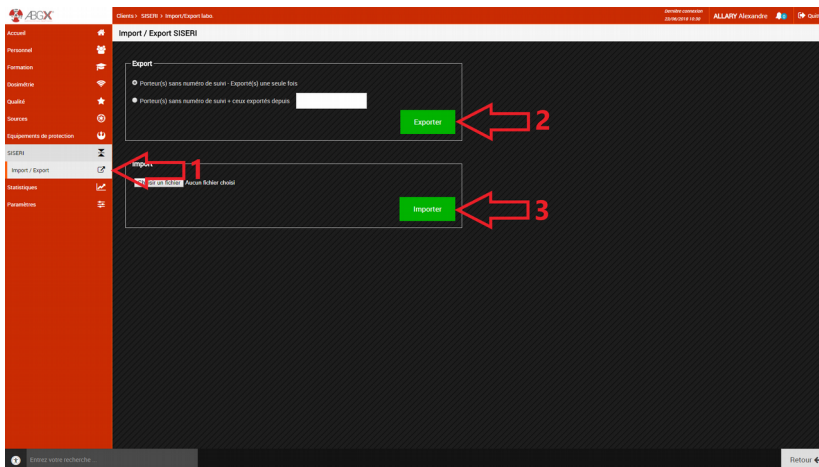 ABGX
Clients > SISERI > Import/Export labo.
Dernière connexion
22/06/2018 10:30
ALLARY Alexandre
Quit
Accueil
Import / Export SISERI
Personnel
Formation
Dosimétrie
Qualité
Sources
Equipements de protection
SISERI
Import / Export
Statistiques
Paramètres
Export
Porteur(s) sans numéro de suivi - Exporté(s) une seule fois
Porteur(s) sans numéro de suivi + ceux exportés depuis
Exporter
2
1
Import
un fichier Aucun fichier choisi
Importer
3
Entrez votre recherche...
Retour